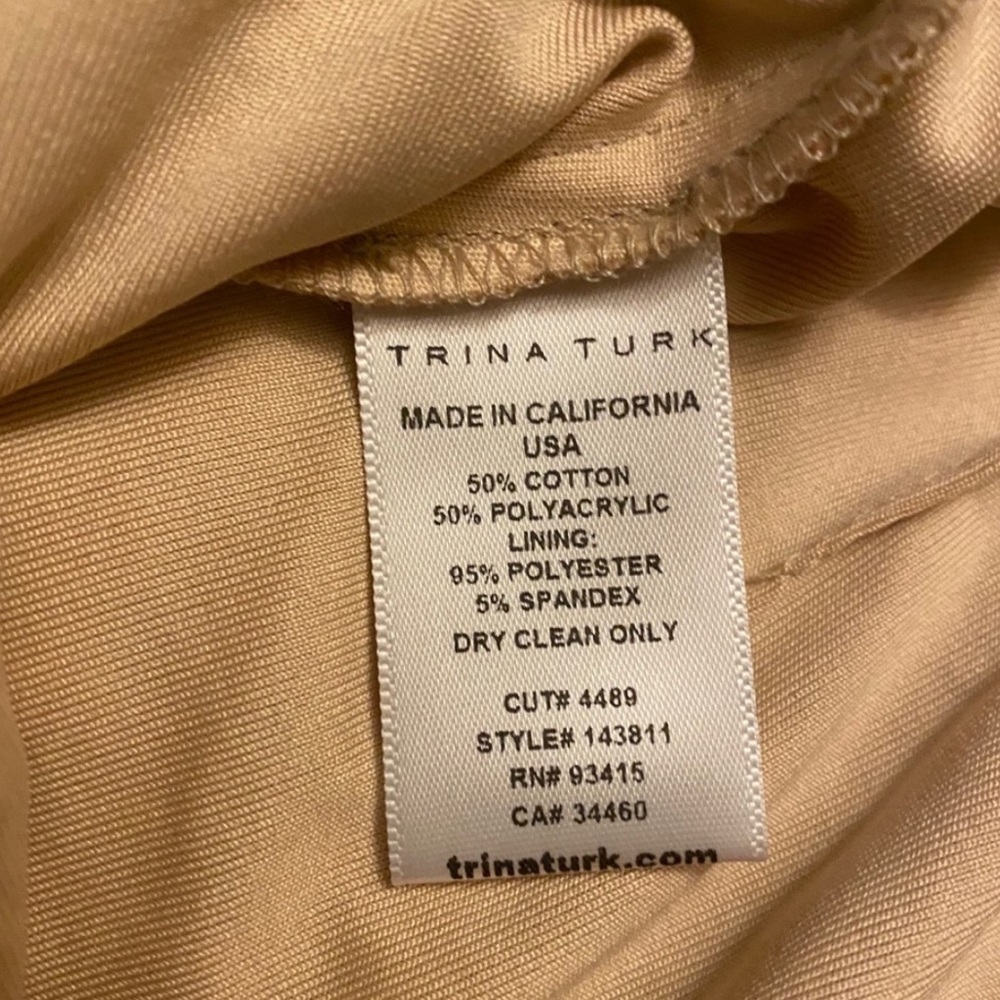 TRINA TURK
MADE IN CALIFORNIA
USA
50% COTTON
50% POLYACRYLIC
LINING:
95% POLYESTER
5% SPANDEX
DRY CLEAN ONLY
CUT# 4489
STYLE# 143811
RN# 93415
CA# 34460
trinaturk.com